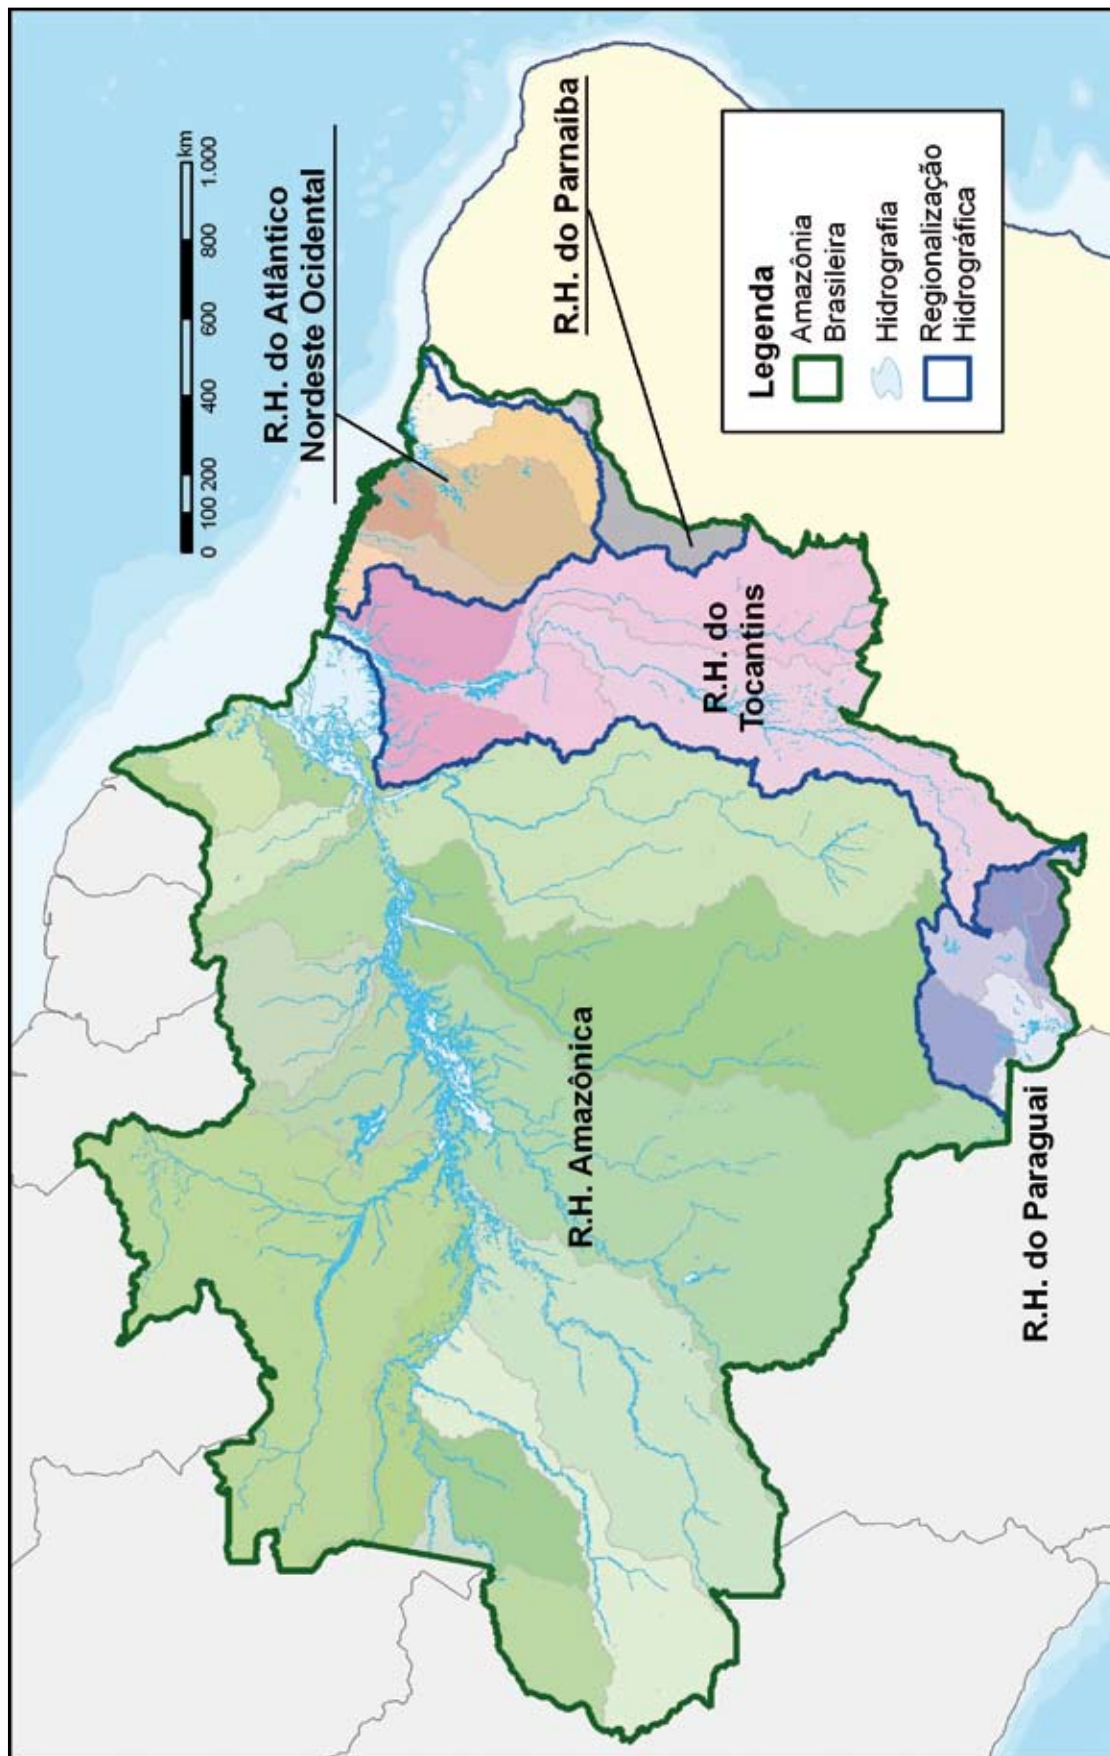 0 100 200 400 600 800 1.000
km
R.H. do Atlântico
Nordeste Ocidental
R.H. do Parnaíba
R.H. do
Tocantins
R.H. Amazônica
R.H. do Paraguai
Legenda
Amazônia
Brasileira
Hidrografia
Regionalização
Hidrográfica